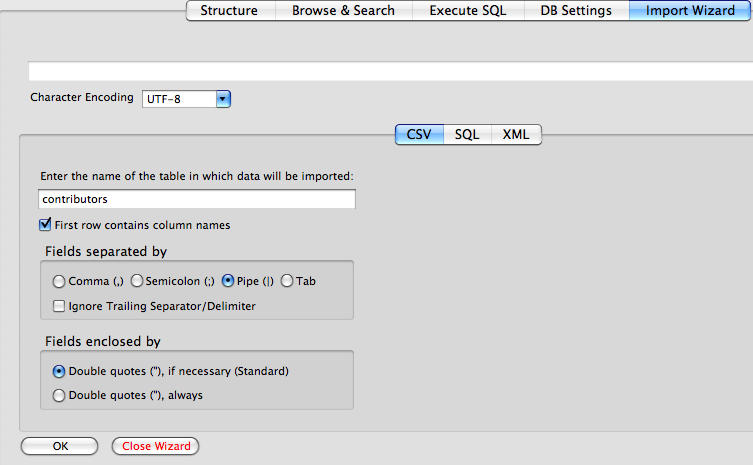 Structure Browse & Search Execute SQL DB Settings Import Wizard
Character Encoding UTF-8
CSV SQL XML
Enter the name of the table in which data will be imported:
contributors
First row contains column names
Fields separated by
Comma (,) Semicolon (;) Pipe (|) Tab
Ignore Trailing Separator/Delimiter
Fields enclosed by
Double quotes ("), if necessary (Standard)
Double quotes ("), always
OK Close Wizard